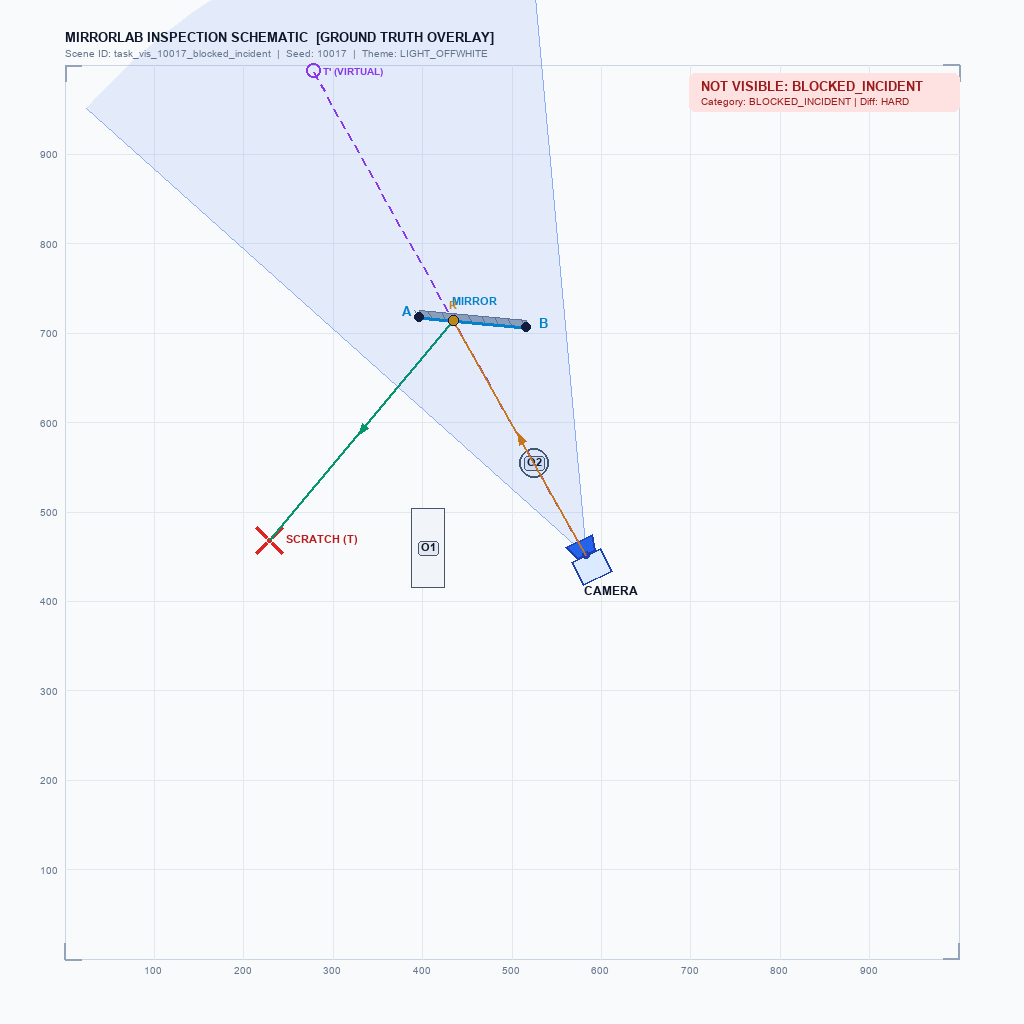 MIRRORLAB INSPECTION SCHEMATIC [GROUND TRUTH OVERLAY]
Scene ID: task_vis_10017_blocked_incident | Seed: 10017 | Theme: LIGHT_OFFWHITE
T' (VIRTUAL)
NOT VISIBLE: BLOCKED_INCIDENT
Category: BLOCKED_INCIDENT | Diff: HARD
900
800
R
MIRROR
A
B
700
600
O2
500
SCRATCH (T)
O1
CAMERA
400
300
200
100
100 200 300 400 500 600 700 800 900